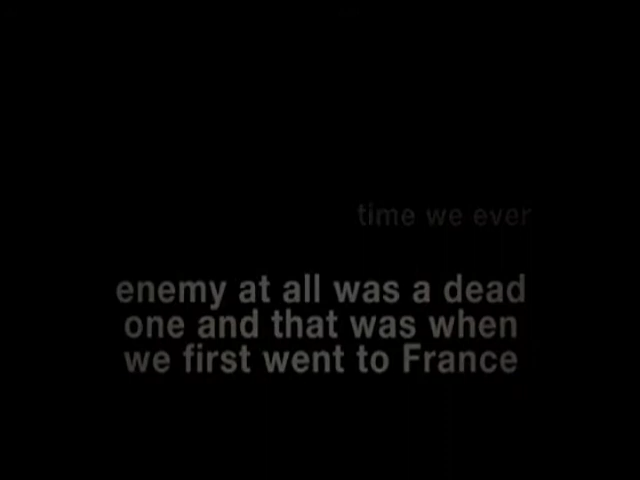 time we ever
enemy at all was a dead
one and that was when
we first went to France